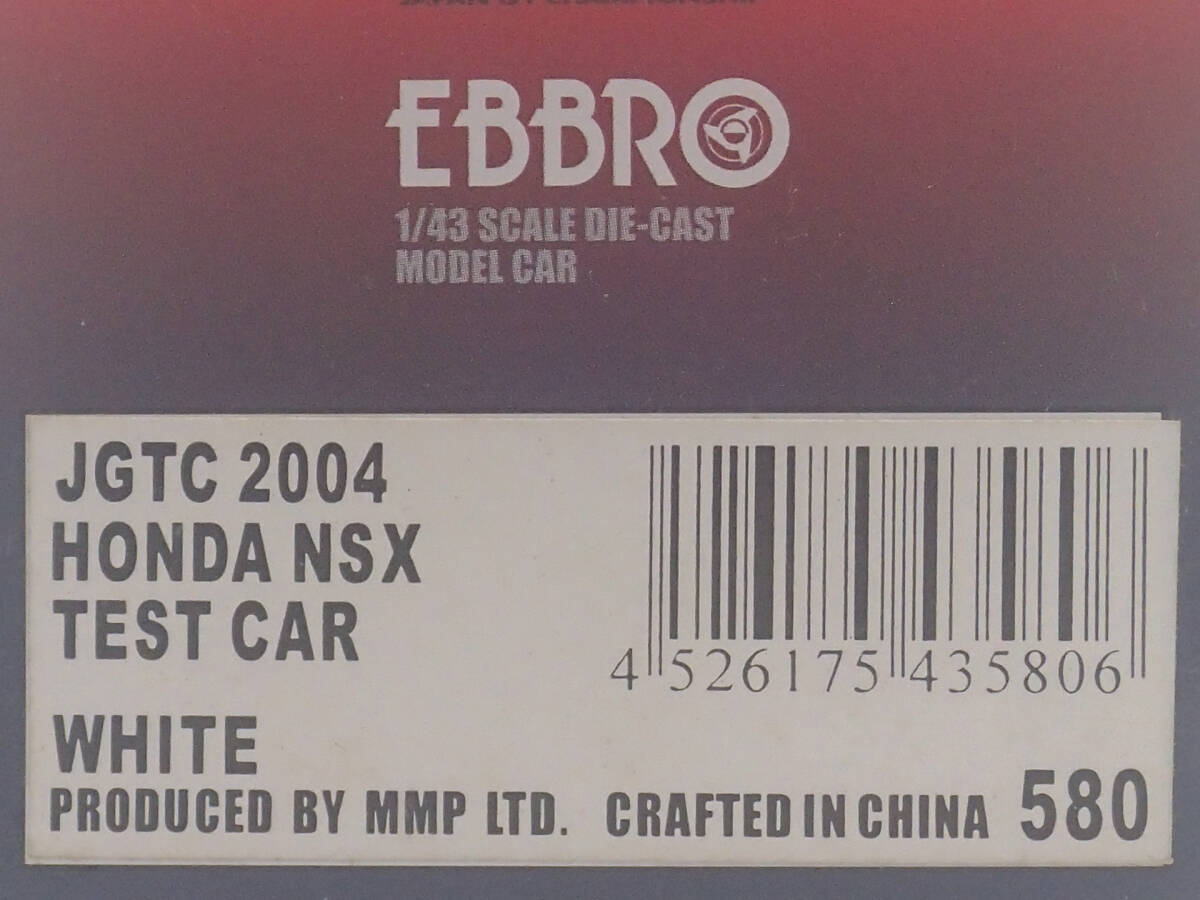 EBBRO
1/43 SCALE DIE-CAST
MODEL CAR
JGTC 2004
HONDA NSX
TEST CAR
WHITE
PRODUCED BY MMP LTD. CRAFTED IN CHINA 580
4 526175 435806